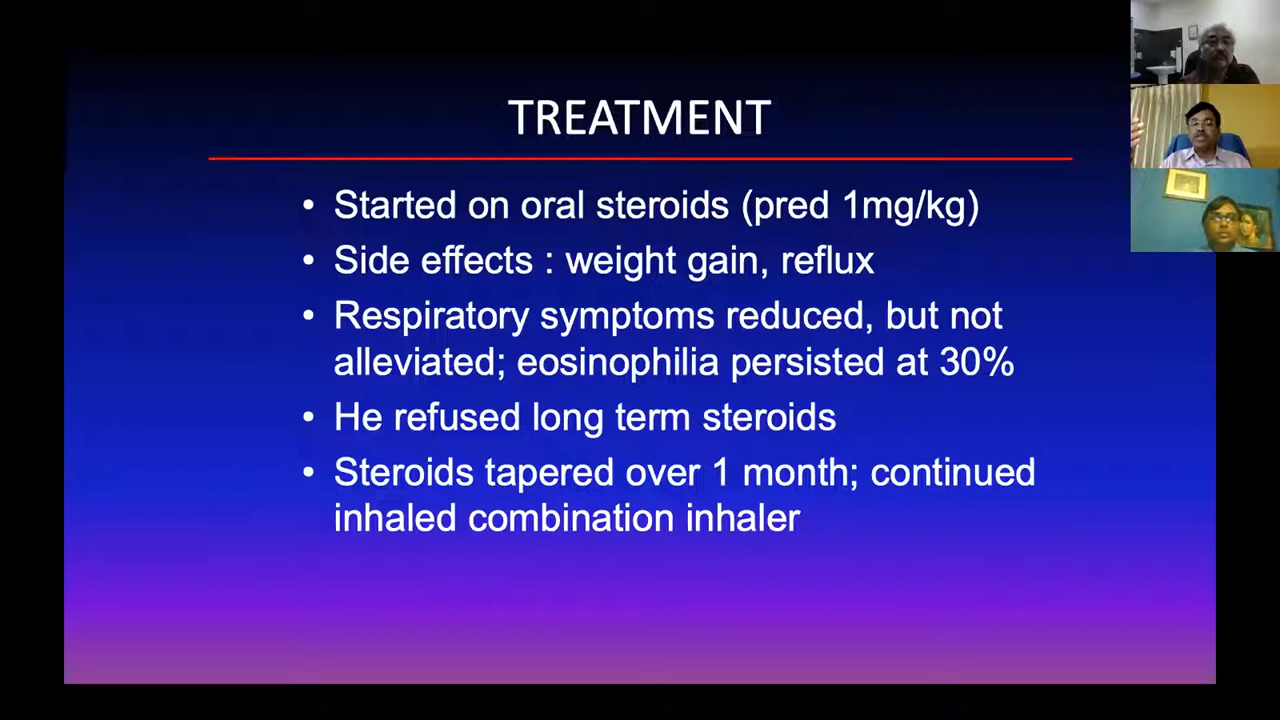 TREATMENT
• Started on oral steroids (pred 1mg/kg)
• Side effects : weight gain, reflux
• Respiratory symptoms reduced, but not
alleviated; eosinophilia persisted at 30%
• He refused long term steroids
• Steroids tapered over 1 month; continued
inhaled combination inhaler